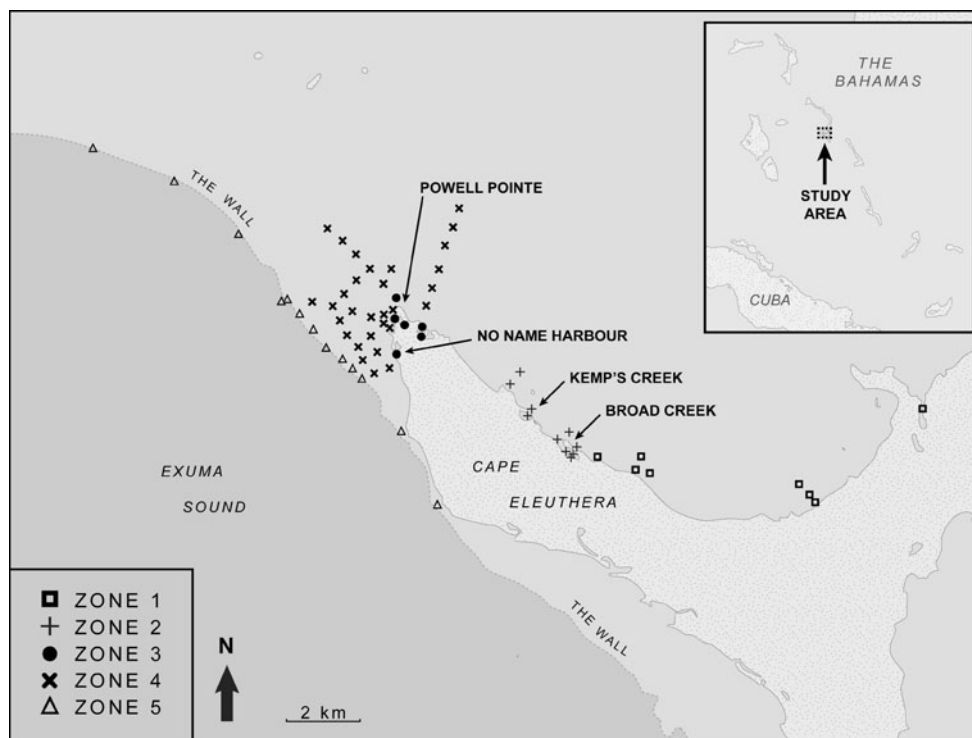 THE
BAHAMAS
STUDY
AREA
CUBA
THE WALL
POWELL POINTE
NO NAME HARBOUR
KEMP'S CREEK
BROAD CREEK
EXUMA
SOUND
CAPE
ELEUTHERA
THE WALL
ZONE 1
ZONE 2
ZONE 3
ZONE 4
ZONE 5
N
2 km